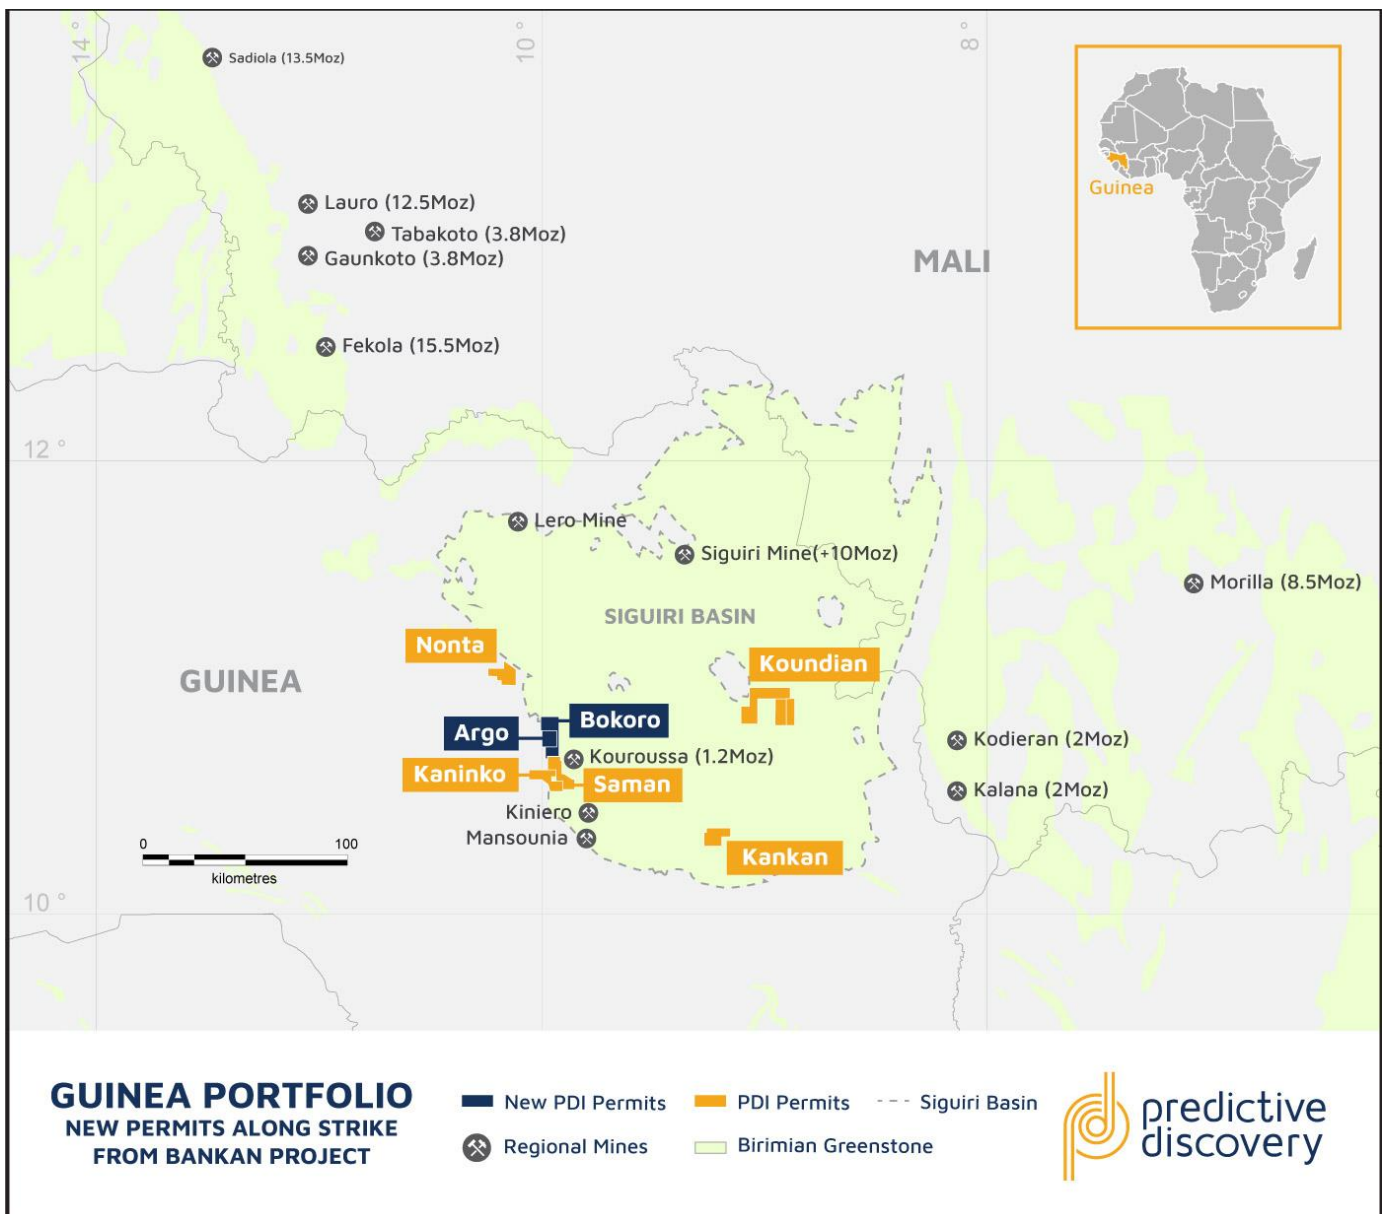 14 °
10 °
8 °
Sadiola (13.5Moz)
Lauro (12.5Moz)
Tabakoto (3.8Moz)
Gaunkoto (3.8Moz)
Guinea
MALI
Fekola (15.5Moz)
12 °
Lero Mine
Siguiri Mine(+10Moz)
Morilla (8.5Moz)
SIGUIRI BASIN
Nonta
Koundian
GUINEA
Bokoro
Argo
Kodieran (2Moz)
Kouroussa (1.2Moz)
Kaninko
Saman
Kalana (2Moz)
Kiniero
Mansounia
0 100
kilometres
Kankan
10 °
GUINEA PORTFOLIO
NEW PERMITS ALONG STRIKE
FROM BANKAN PROJECT
New PDI Permits
PDI Permits
Siguiri Basin
Regional Mines
Birimian Greenstone
predictive
discovery